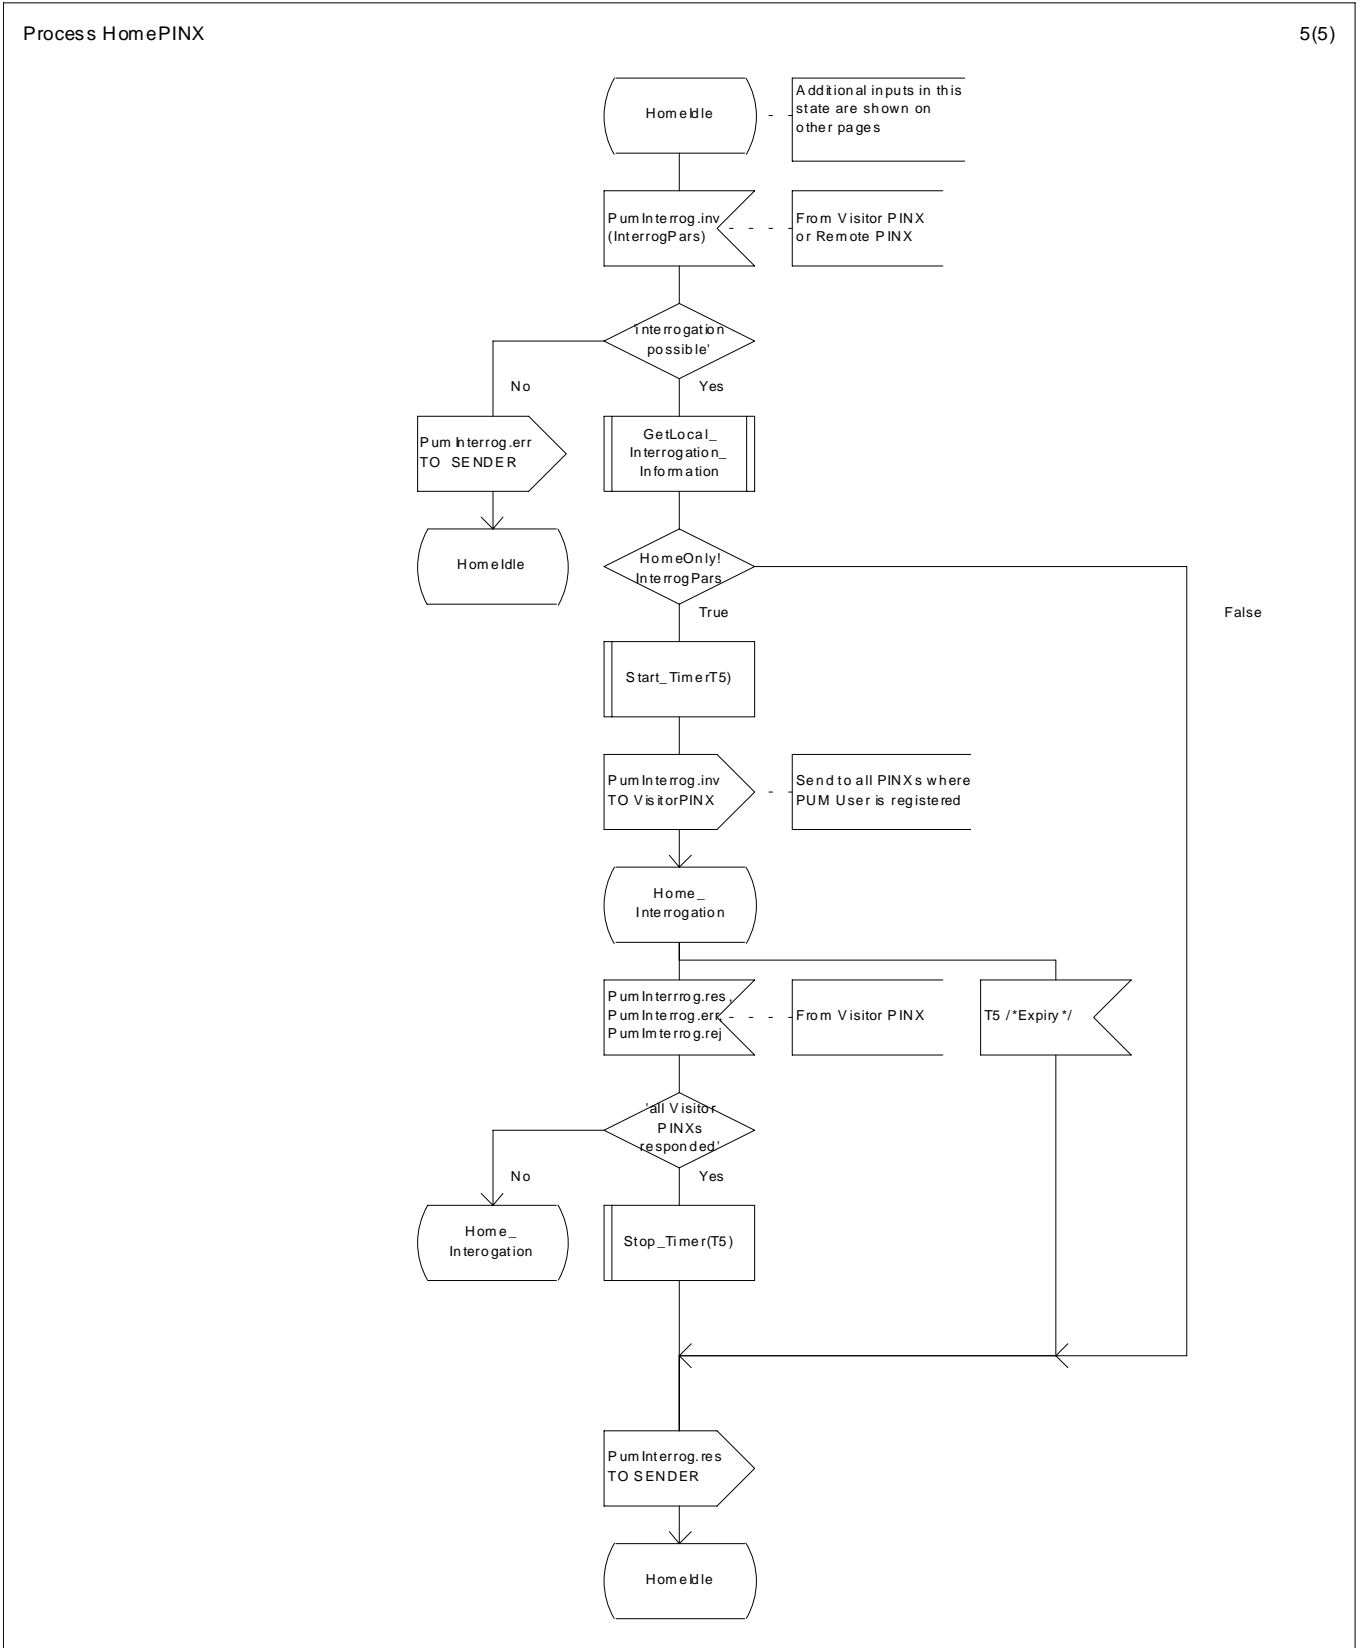 Process HomePINX
5(5)
HomeIdle
Additional inputs in this
state are shown on
other pages
PumInterrog.inv
(InterrogPars)
From Visitor PINX
or Remote PINX
'Interrogation
possible'
No
Yes
PumInterrog.err
TO SENDER
GetLocal_
Interrogation_
Information
HomeIdle
HomeOnly!
InterrogPars
True
False
Start_TimerT5)
PumInterrog.inv
TO VisitorPINX
Send to all PINXs where
PUM User is registered
Home_
Interrogation
PumInterrrog.res,
PumInterrog.err,
PumImterrog.rej
From Visitor PINX
T5 /*Expiry*/
'all Visitor
PINXs
responded'
No
Yes
Home_
Interogation
Stop_Timer(T5)
PumInterrog.res
TO SENDER
HomeIdle